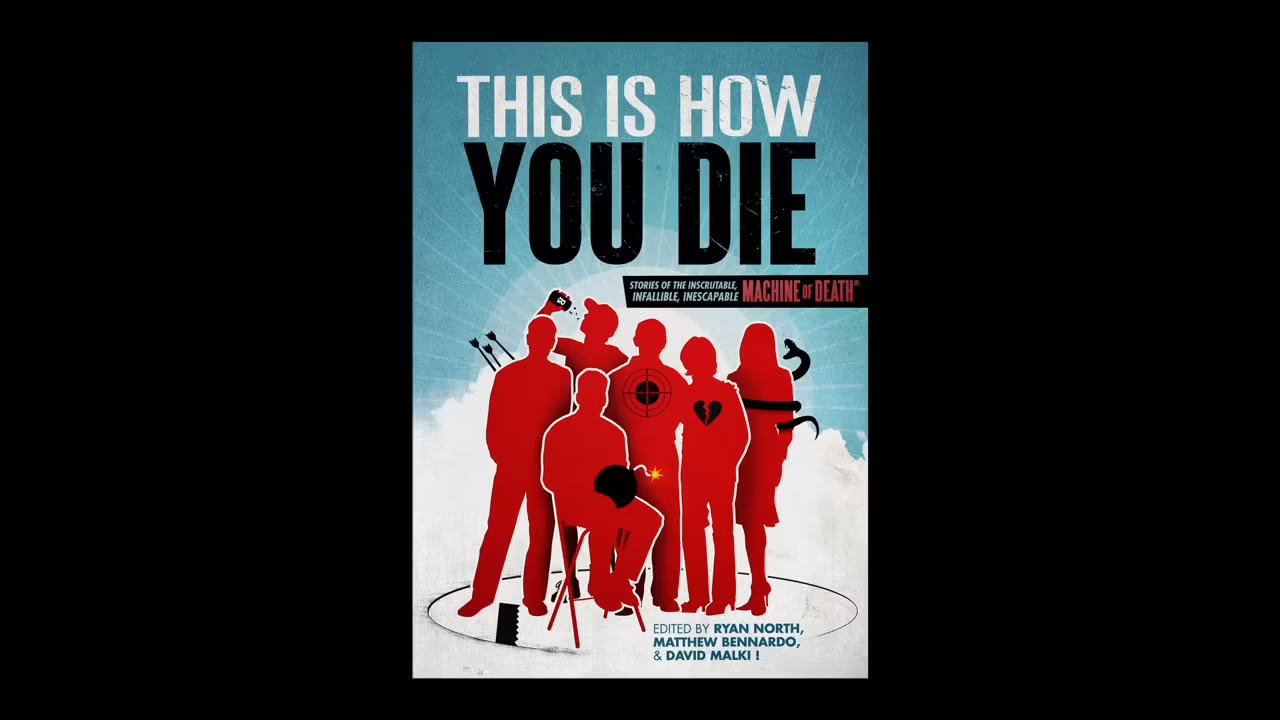 THIS IS HOW
YOU DIE
STORIES OF THE INSCRUTABLE,
INFALLIBLE, INESCAPABLE MACHINE OF DEATH®
EDITED BY RYAN NORTH,
MATTHEW BENNARDO,
& DAVID MALKI !